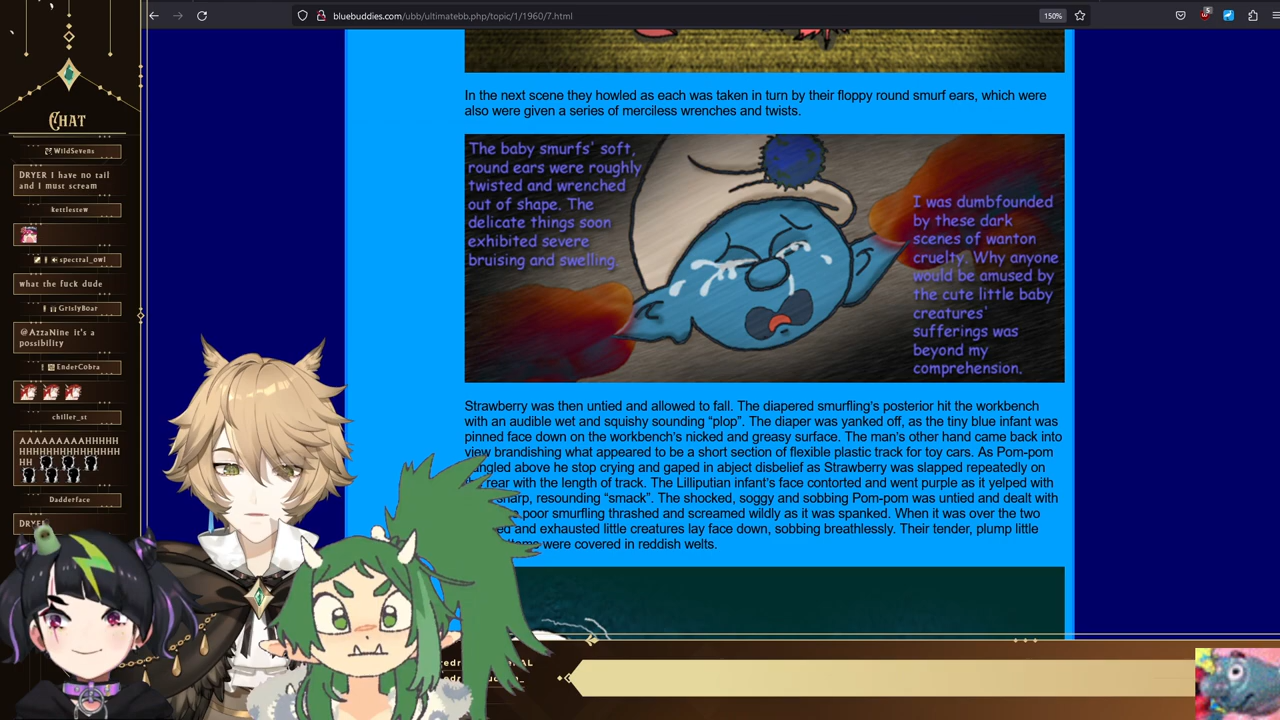 bluebuddies.com/ubb/ultimatebb.php/topic/1/1960/7.html
150%
5
CHAT
WildSevens
DRYER I have no tail
and I must scream
kettlestew
spectral_owl
what the fuck dude
GrislyBoar
@AzzaNine it's a
possibility
EnderCobra
chiller_st
AAAAAAAAAHHHHH
HHHHHHHHHHHHHHHH
HH
Dadderface
DRYER
In the next scene they howled as each was taken in turn by their floppy round smurf ears, which were
also were given a series of merciless wrenches and twists.
The baby smurfs' soft,
round ears were roughly
twisted and wrenched
out of shape. The
delicate things soon
exhibited severe
bruising and swelling.
I was dumbfounded
by these dark
scenes of wanton
cruelty. Why anyone
would be amused by
the cute little baby
creatures'
sufferings was
beyond my
comprehension.
Strawberry was then untied and allowed to fall. The diapered smurfling's posterior hit the workbench
with an audible wet and squishy sounding “plop”. The diaper was yanked off, as the tiny blue infant was
pinned face down on the workbench's nicked and greasy surface. The man's other hand came back into
view brandishing what appeared to be a short section of flexible plastic track for toy cars. As Pom-pom
dangled above he stop crying and gaped in abject disbelief as Strawberry was slapped repeatedly on
rear with the length of track. The Lilliputian infant's face contorted and went purple as it yelped with
sharp, resounding “smack”. The shocked, soggy and sobbing Pom-pom was untied and dealt with
poor smurfling thrashed and screamed wildly as it was spanked. When it was over the two
and exhausted little creatures lay face down, sobbing breathlessly. Their tender, plump little
were covered in reddish welts.